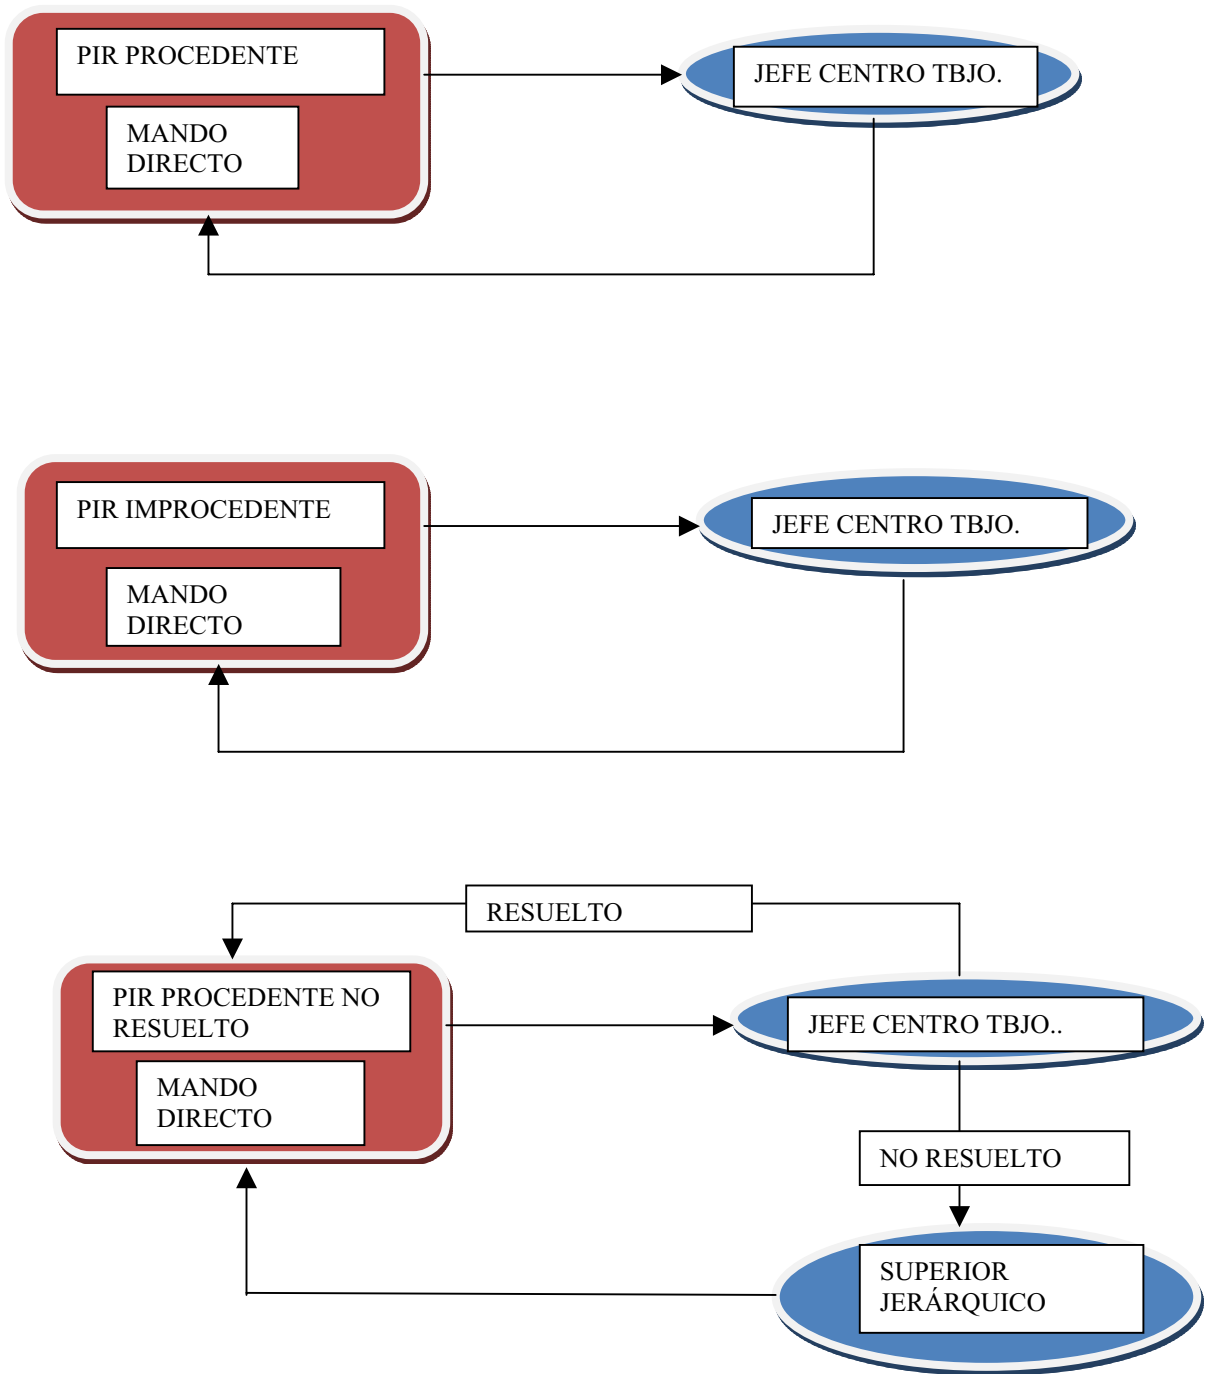 PIR PROCEDENTE
MANDO
DIRECTO
JEFE CENTRO TBJO.
PIR IMPROCEDENTE
MANDO
DIRECTO
JEFE CENTRO TBJO.
RESUELTO
PIR PROCEDENTE NO
RESUELTO
MANDO
DIRECTO
JEFE CENTRO TBJO..
NO RESUELTO
SUPERIOR
JERÁRQUICO